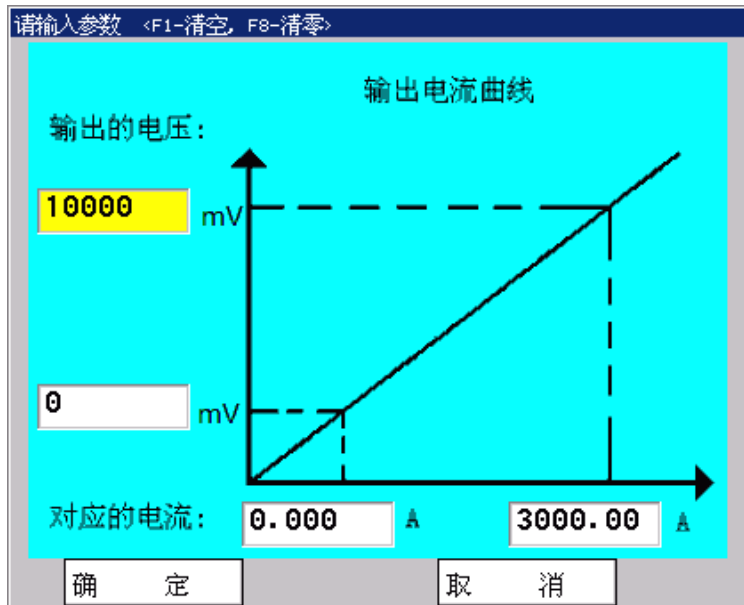 请输入参数 <F1-清空, F8-清零>
输出电流曲线
输出的电压:
10000 mV
0 mV
对应的电流: 0.000 A 3000.00 A
确 定 取 消